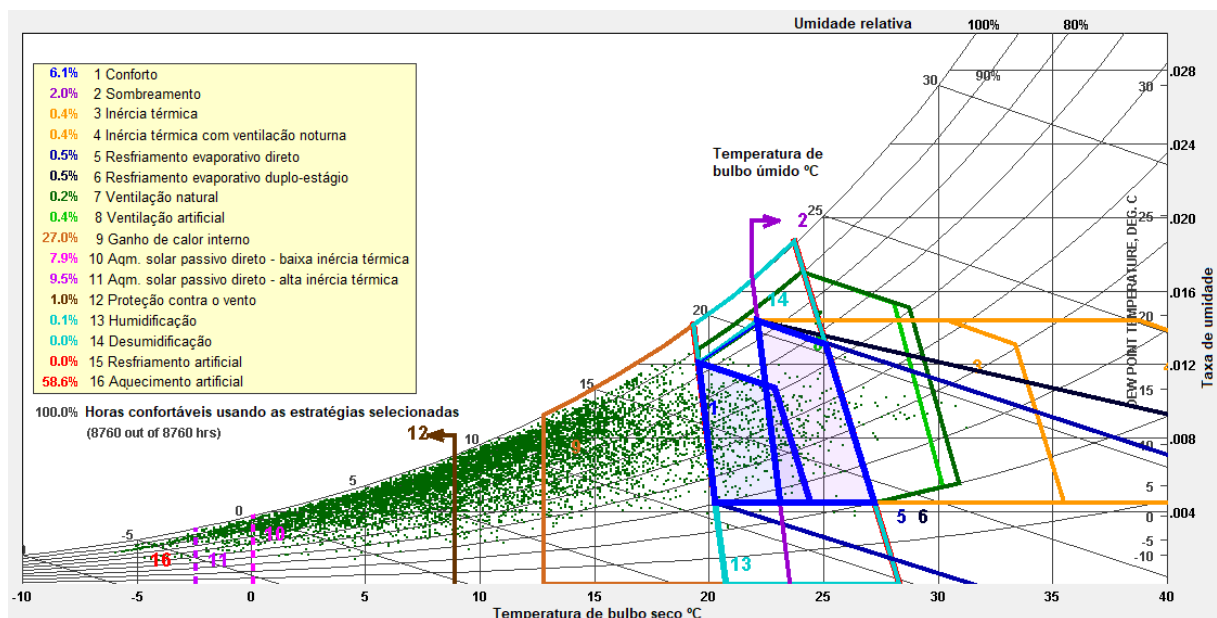 Umidade relativa
100%
80%
90%
30
30
.028
.024
.020
.016
.012
.008
.004
6.1% 1 Conforto
2.0% 2 Sombreamento
0.4% 3 Inércia térmica
0.4% 4 Inércia térmica com ventilação noturna
0.5% 5 Resfriamento evaporativo direto
0.5% 6 Resfriamento evaporativo duplo-estágio
0.2% 7 Ventilação natural
0.4% 8 Ventilação artificial
27.0% 9 Ganho de calor interno
7.9% 10 Aqm. solar passivo direto - baixa inércia térmica
9.5% 11 Aqm. solar passivo direto - alta inércia térmica
1.0% 12 Proteção contra o vento
0.1% 13 Humidificação
0.0% 14 Desumidificação
0.0% 15 Resfriamento artificial
58.6% 16 Aquecimento artificial
100.0% Horas confortáveis usando as estratégias selecionadas
(8760 out of 8760 hrs)
Temperatura de
bulbo úmido ºC
25
25
2
14
20
20
15
15
12
10
10
9
1
5
5
0
0
-5
-5
-10
16
11
10
13
5 6
DEW POINT TEMPERATURE, DEG. C
Taxa de umidade
-10 -5 0 5 10 15 20 25 30 35 40
Temperatura de bulbo seco ºC